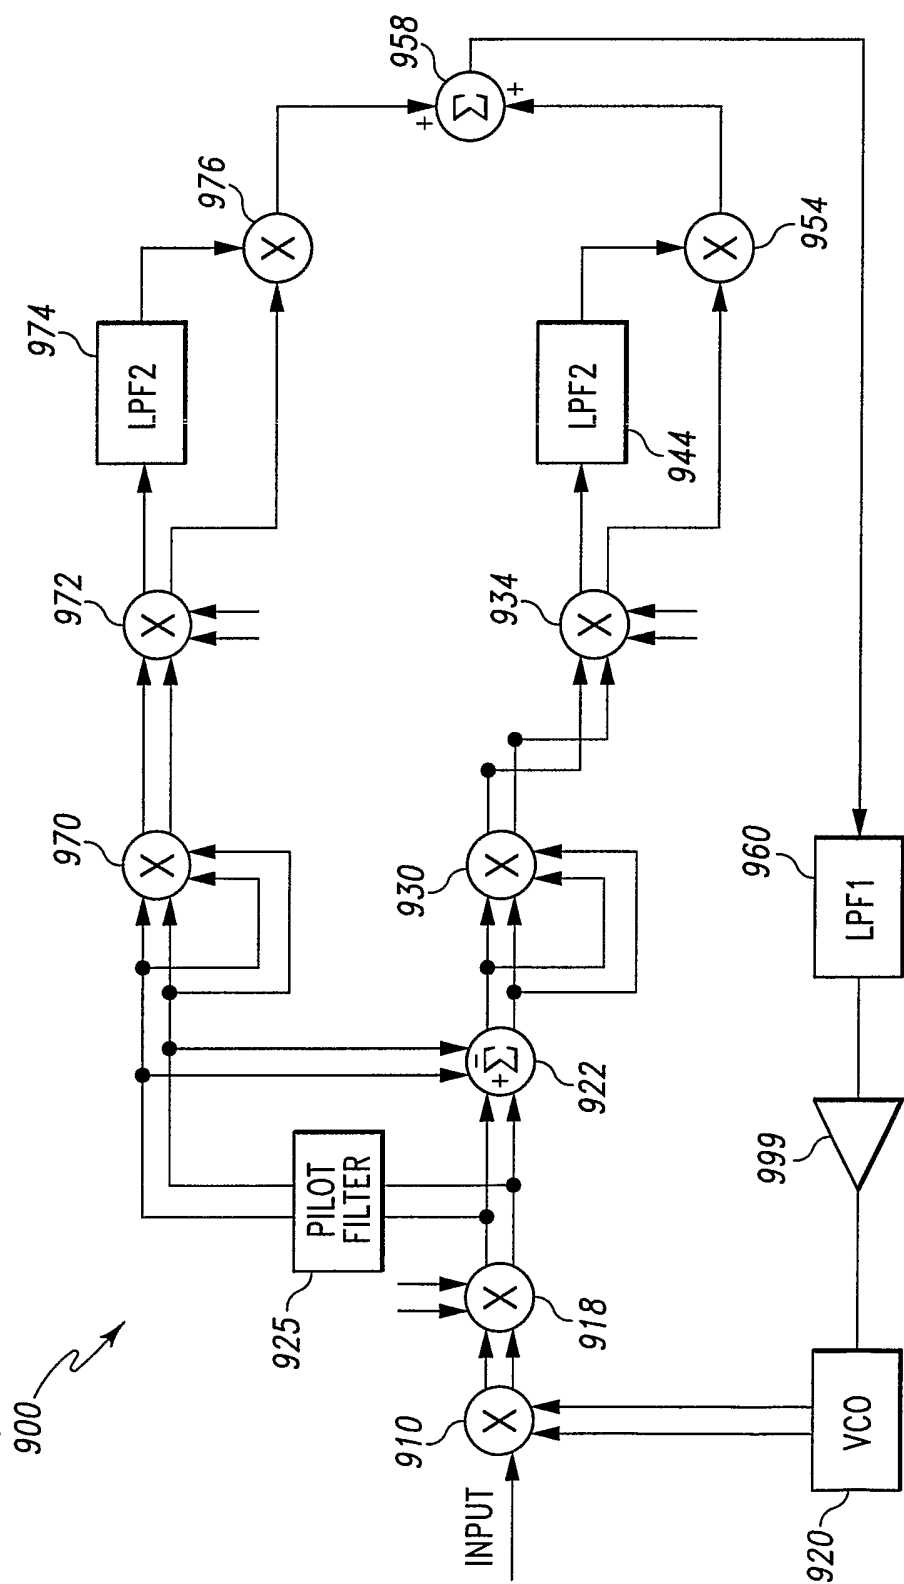 900
958
976
974
LPF2
972
970
PILOT
FILTER
925
Σ
+
+
X
X
X
954
LPF2
944
934
X
X
930
X
+Σ̄
922
918
X
910
X
INPUT
960
LPF1
999
VCO
920